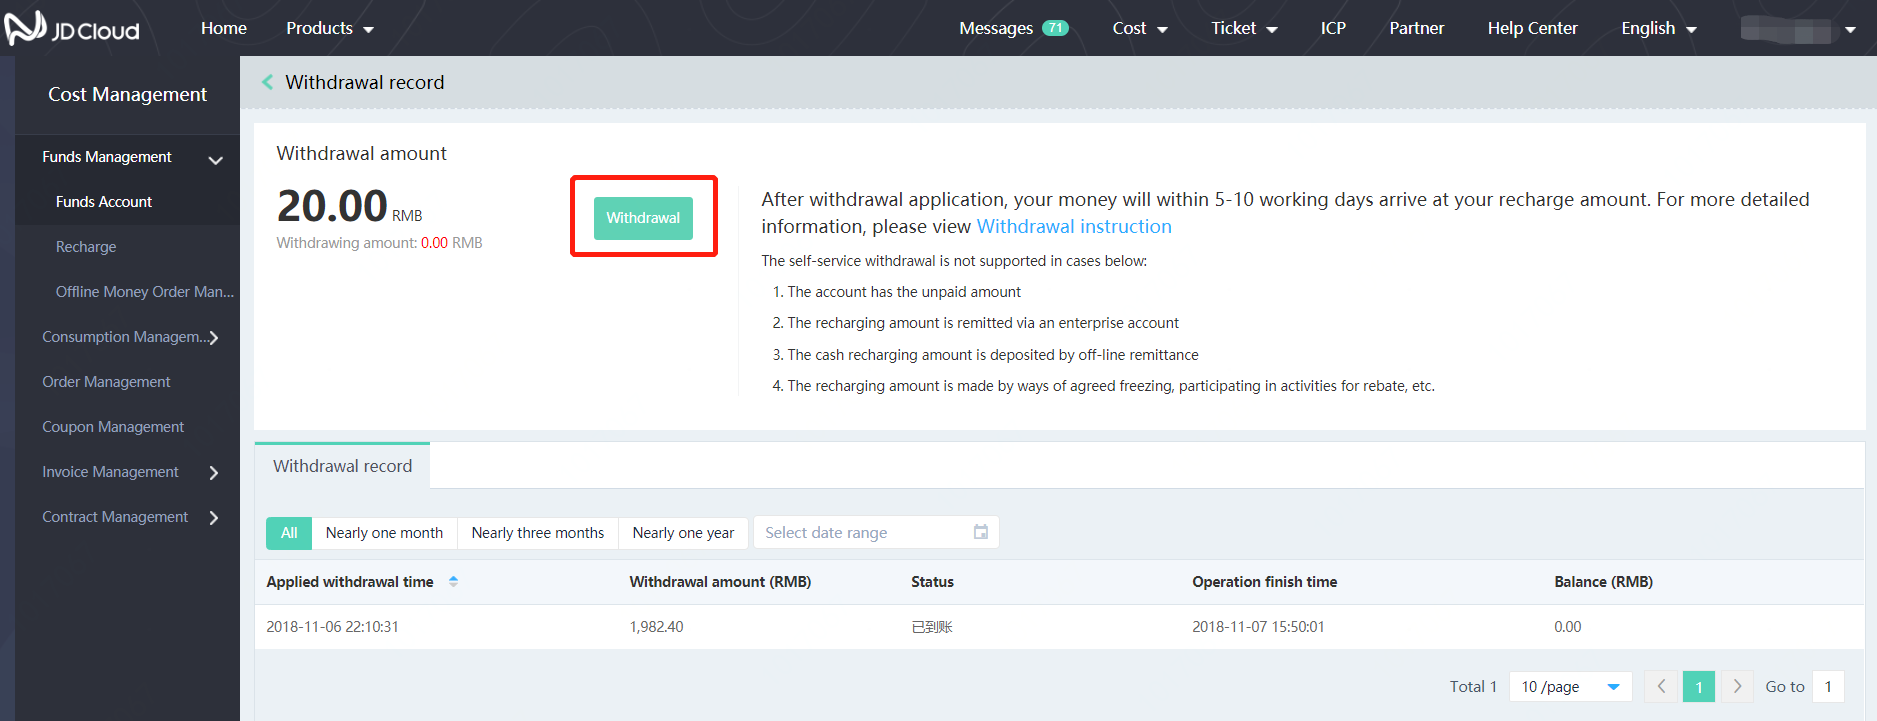 JD Cloud
Home
Products
Messages 71
Cost
Ticket
ICP
Partner
Help Center
English
Cost Management
Funds Management
Funds Account
Recharge
Offline Money Order Man...
Consumption Managem...
Order Management
Coupon Management
Invoice Management
Contract Management
Withdrawal record
Withdrawal amount
20.00 RMB
Withdrawing amount: 0.00 RMB
Withdrawal
After withdrawal application, your money will within 5-10 working days arrive at your recharge amount. For more detailed
information, please view Withdrawal instruction
The self-service withdrawal is not supported in cases below:
1. The account has the unpaid amount
2. The recharging amount is remitted via an enterprise account
3. The cash recharging amount is deposited by off-line remittance
4. The recharging amount is made by ways of agreed freezing, participating in activities for rebate, etc.
Withdrawal record
All
Nearly one month
Nearly three months
Nearly one year
Select date range
Applied withdrawal time
Withdrawal amount (RMB)
Status
Operation finish time
Balance (RMB)
2018-11-06 22:10:31
1,982.40
已到账
2018-11-07 15:50:01
0.00
Total 1
10 /page
1
Go to
1